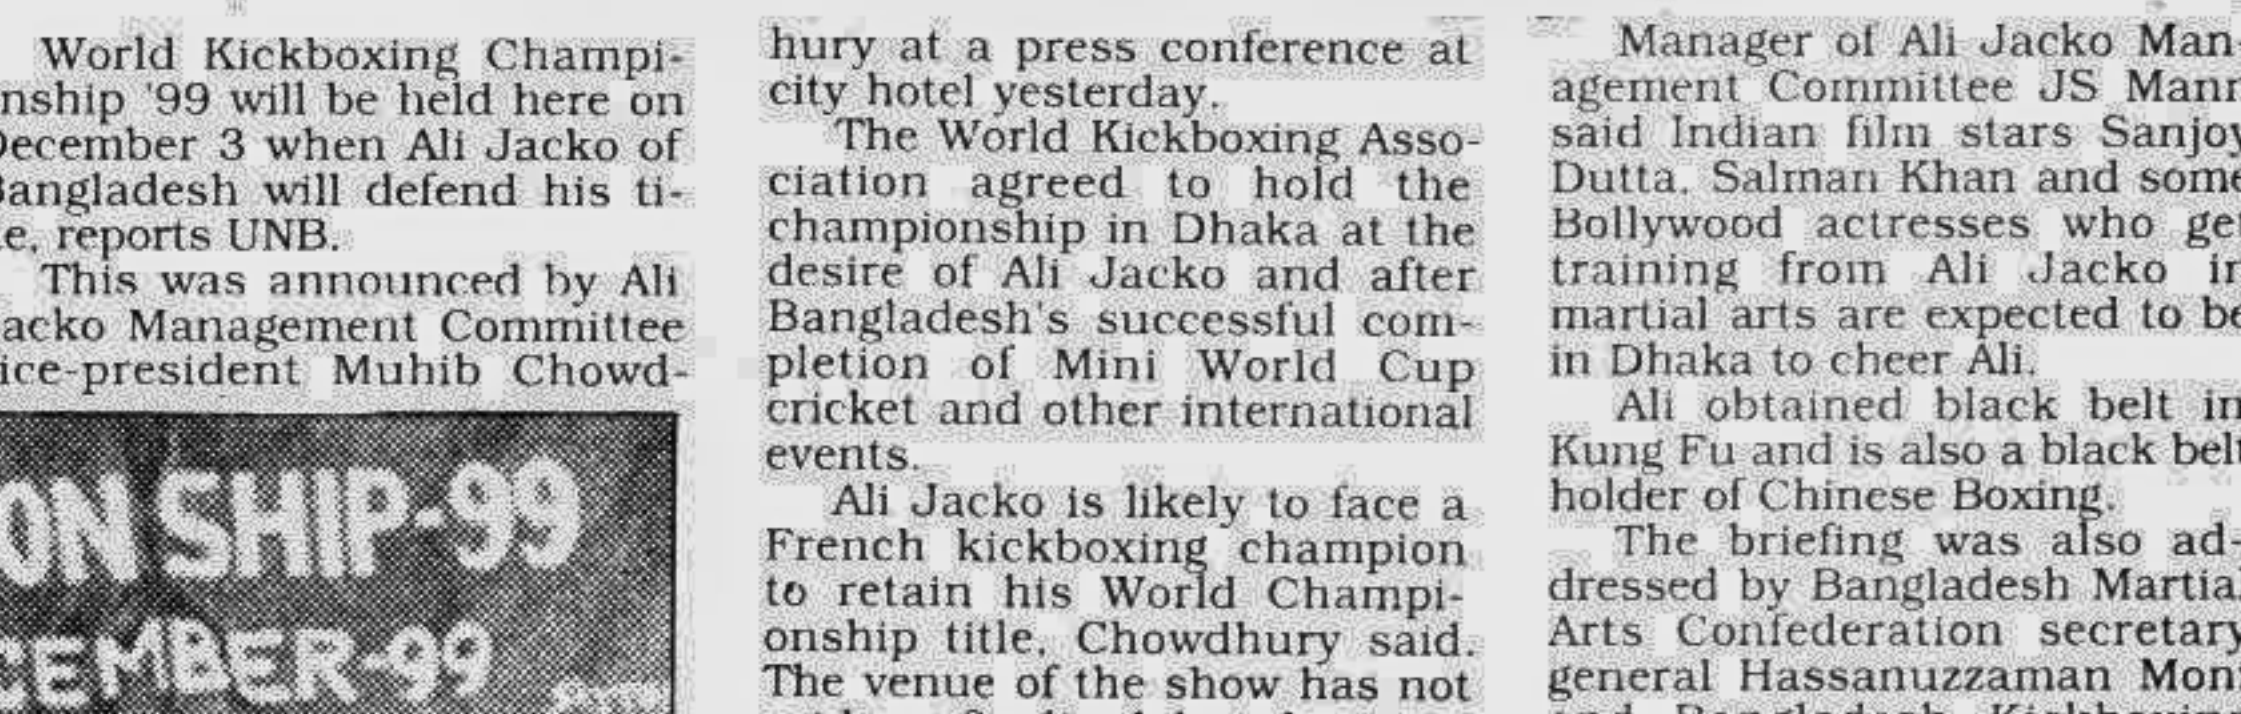 World Kickboxing Champi-
nship '99 will be held here on
December 3 when Ali Jacko of
Bangladesh will defend his ti-
e, reports UNB.
This was announced by Ali
acko Management Committee
ice-president Muhib Chowd-
ON SHIP-99
CEMBER-99
hury at a press conference at
city hotel yesterday.
The World Kickboxing Asso-
ciation agreed to hold the
championship in Dhaka at the
desire of Ali Jacko and after
Bangladesh's successful com-
pletion of Mini World Cup
cricket and other international
events.
Ali Jacko is likely to face a
French kickboxing champion
to retain his World Champi-
onship title, Chowdhury said.
The venue of the show has not
Manager of Ali Jacko Man-
agement Committee JS Mann
said Indian film stars Sanjoy
Dutta, Salman Khan and some
Bollywood actresses who get
training from Ali Jacko in
martial arts are expected to be
in Dhaka to cheer Ali.
Ali obtained black belt in
Kung Fu and is also a black belt
holder of Chinese Boxing.
The briefing was also ad-
dressed by Bangladesh Martial
Arts Confederation secretary
general Hassanuzzaman Moni